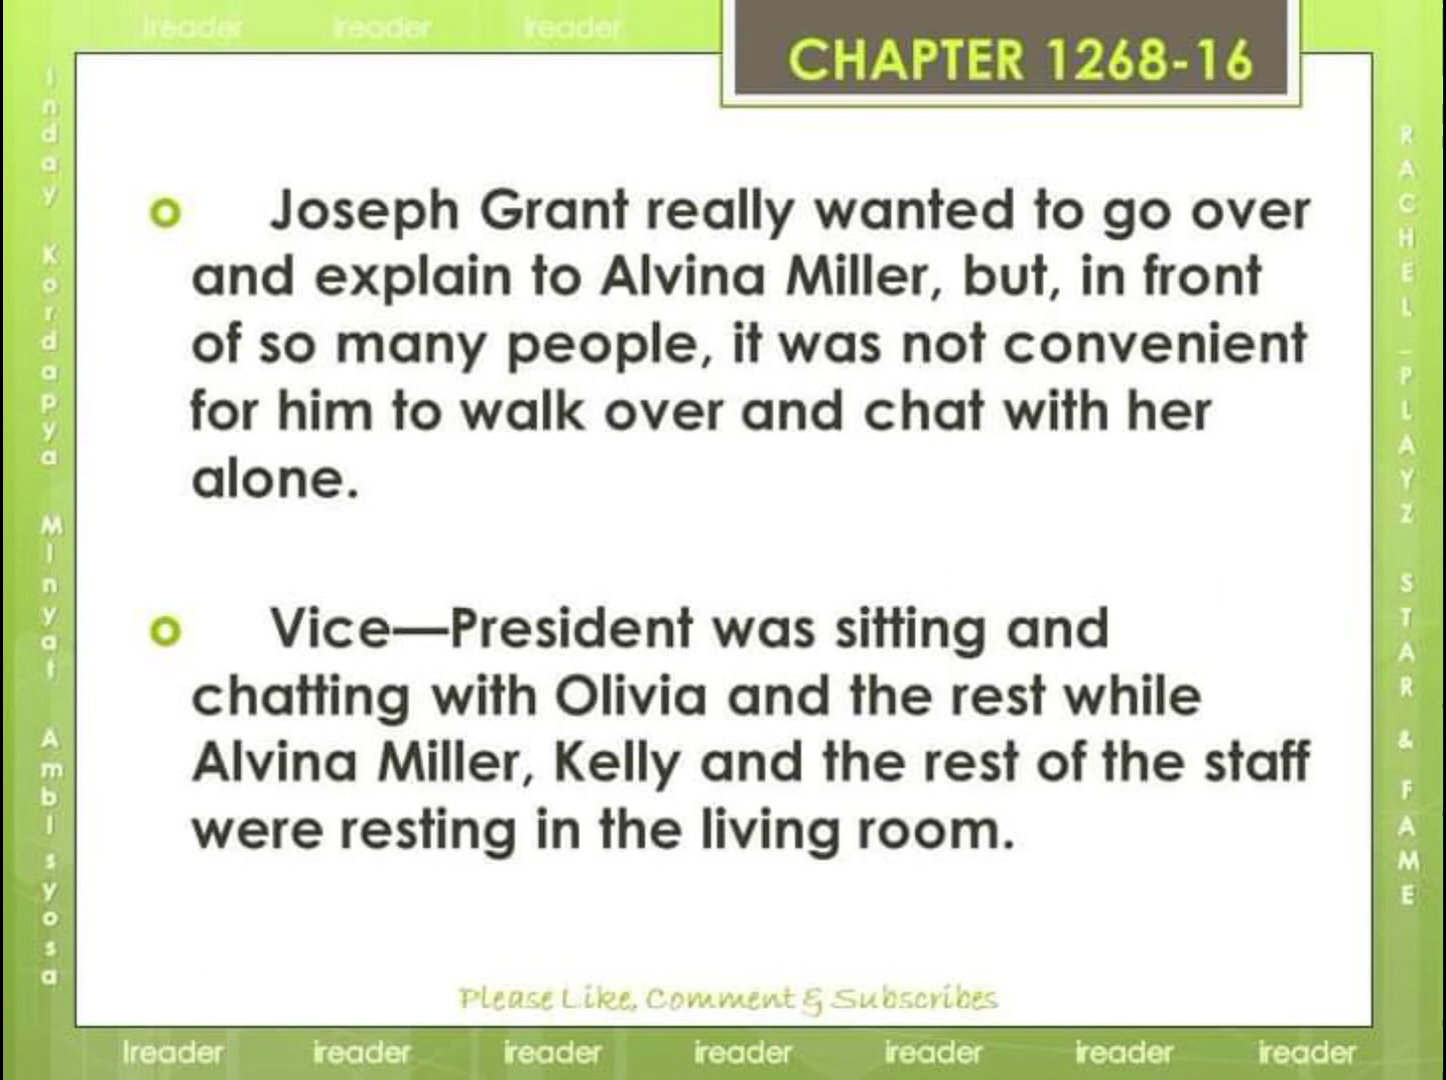 Ireader ireader ireader
CHAPTER 1268-16
Inday Kordapya MInyat AmbIsyosa
Joseph Grant really wanted to go over
and explain to Alvina Miller, but, in front
of so many people, it was not convenient
for him to walk over and chat with her
alone.
Vice—President was sitting and
chatting with Olivia and the rest while
Alvina Miller, Kelly and the rest of the staff
were resting in the living room.
RACHEL_PLAYZ STAR & FAME
Please Like, Comment & Subscribes
Ireader ireader ireader ireader ireader ireader ireader